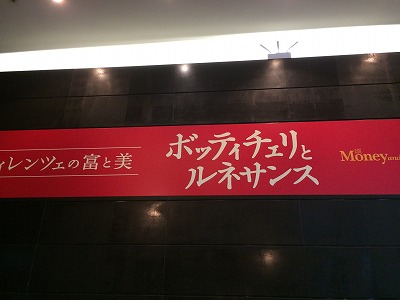 ィレンツェの富と美
ボッティチェリと
ルネサンス
Money and